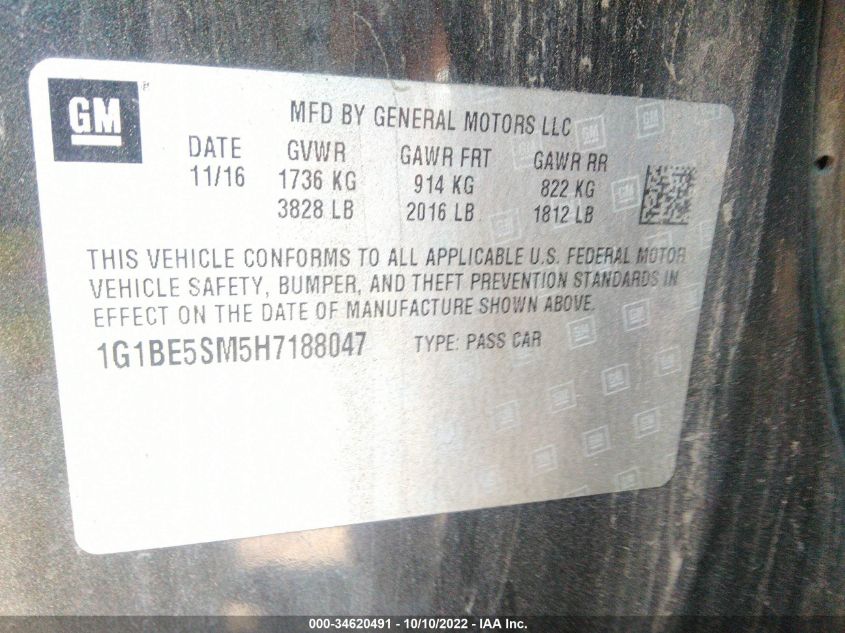 GM
MFD BY GENERAL MOTORS LLC
DATE GVWR GAWR FRT GAWR RR
11/16 1736 KG 914 KG 822 KG
3828 LB 2016 LB 1812 LB
THIS VEHICLE CONFORMS TO ALL APPLICABLE U.S. FEDERAL MOTOR
VEHICLE SAFETY, BUMPER, AND THEFT PREVENTION STANDARDS IN
EFFECT ON THE DATE OF MANUFACTURE SHOWN ABOVE.
1G1BE5SM5H7188047 TYPE: PASS CAR
000-34620491 - 10/10/2022 - IAA Inc.